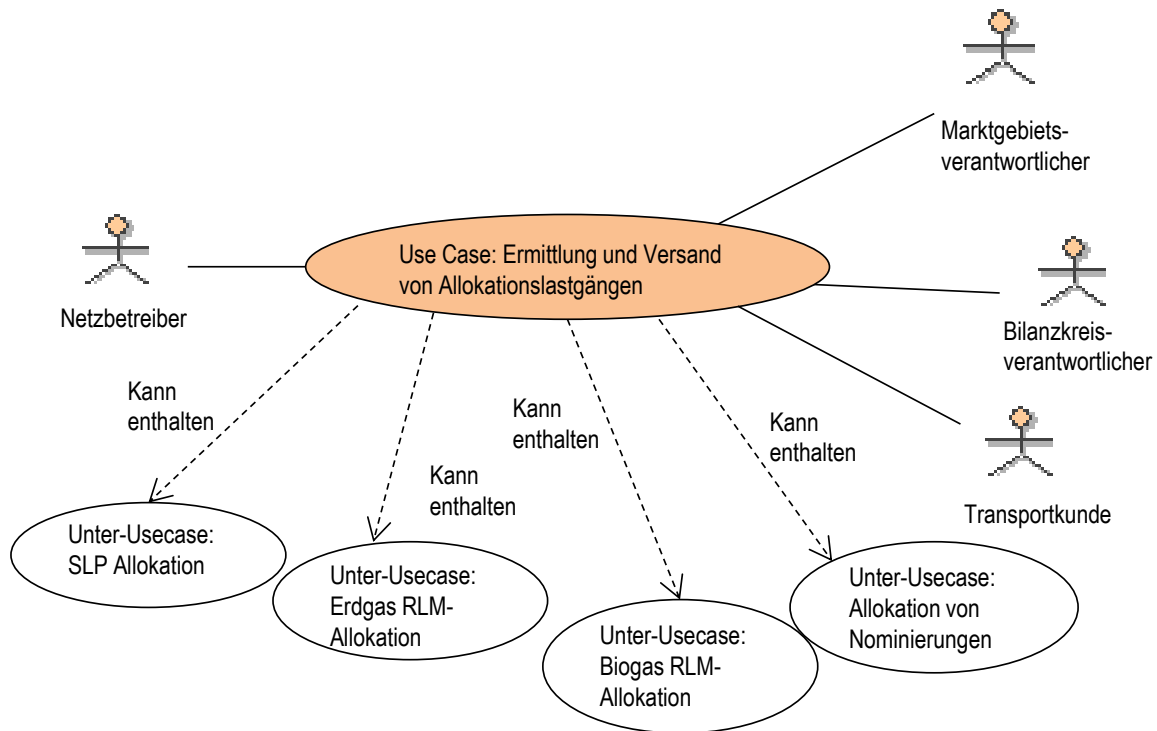 Marktgebiets-
verantwortlicher
Use Case: Ermittlung und Versand
von Allokationslastgängen
Netzbetreiber
Bilanzkreis-
verantwortlicher
Kann
enthalten
Kann
enthalten
Kann
enthalten
Kann
enthalten
Transportkunde
Unter-Usecase:
SLP Allokation
Unter-Usecase:
Erdgas RLM-
Allokation
Unter-Usecase:
Biogas RLM-
Allokation
Unter-Usecase:
Allokation von
Nominierungen